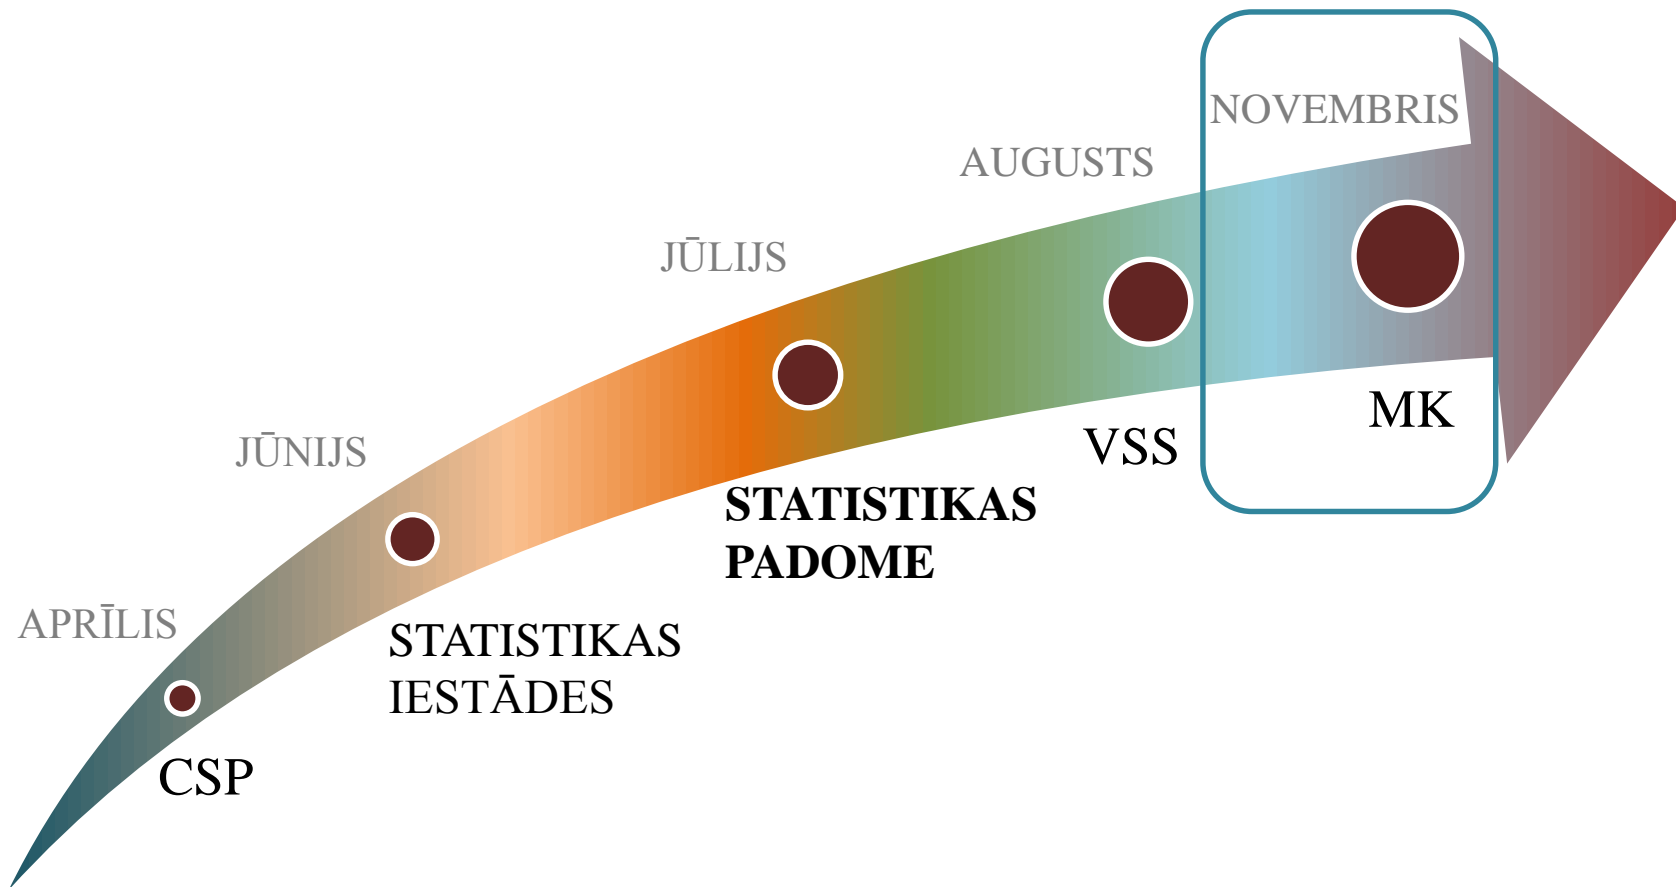 APRĪLIS
CSP
JŪNIJS
STATISTIKAS
IESTĀDES
JŪLIJS
STATISTIKAS
PADOME
AUGUSTS
VSS
NOVEMBRIS
MK